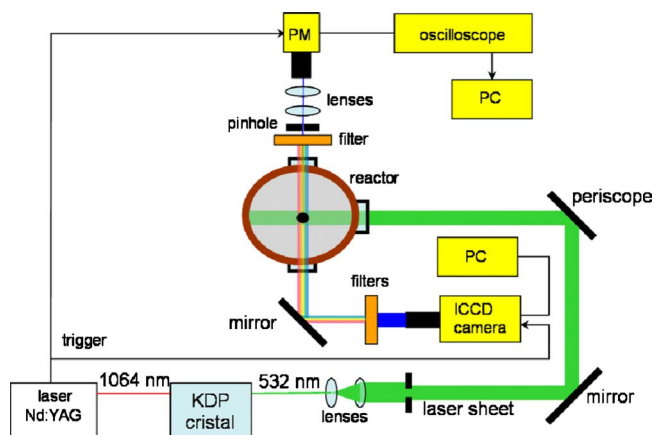 PM
oscilloscope
PC
lenses
pinhole
filter
reactor
periscope
PC
filters
ICCD
camera
mirror
trigger
1064 nm
532 nm
laser
Nd:YAG
KDP
cristal
lenses
laser sheet
mirror